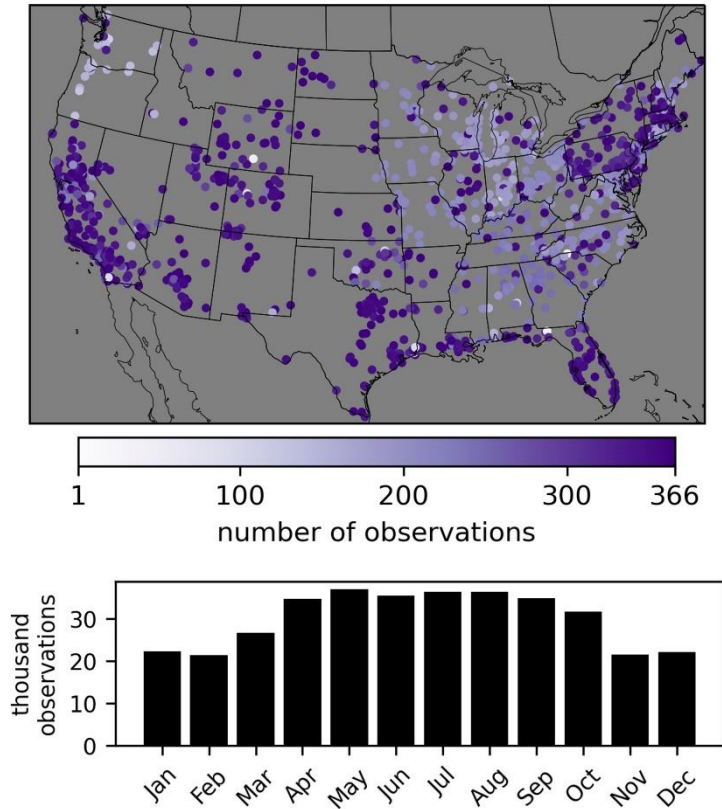 1 100 200 300 366
number of observations
thousand
observations
30
20
10
0
Jan Feb Mar Apr May Jun Jul Aug Sep Oct Nov Dec